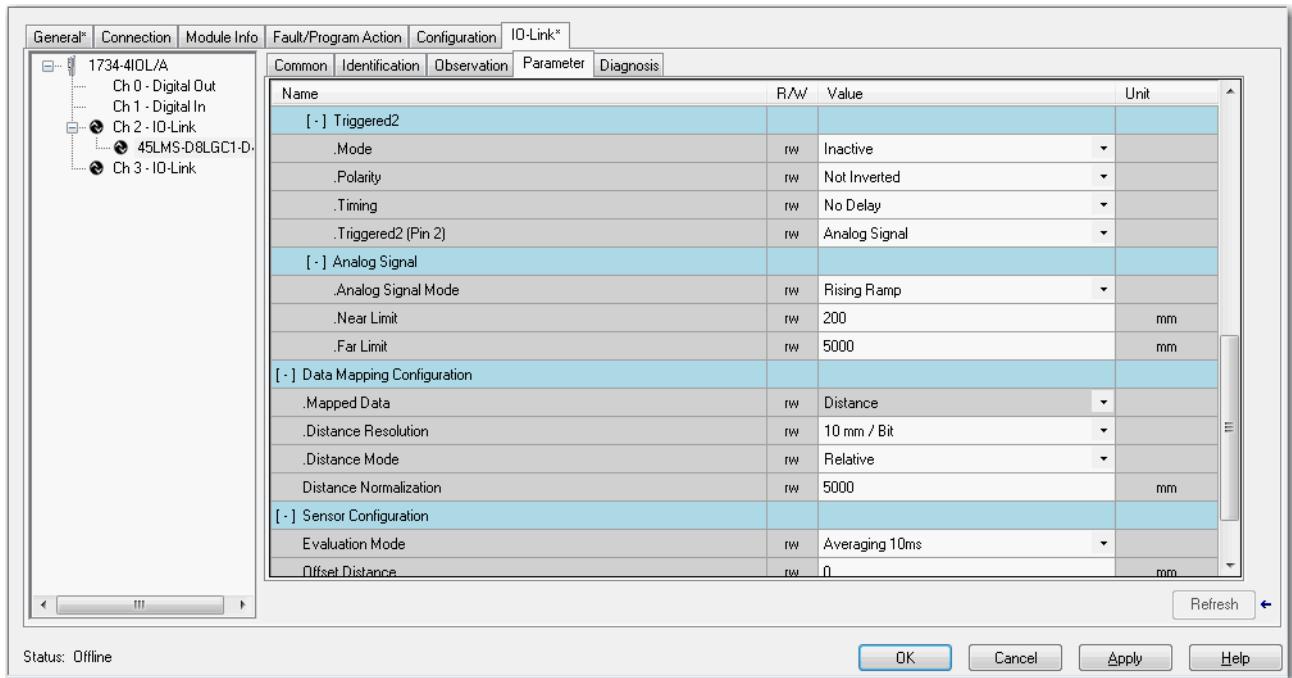 General* Connection Module Info Fault/Program Action Configuration IO-Link*
1734-4IOL/A
Ch 0 - Digital Out
Ch 1 - Digital In
Ch 2 - IO-Link
45LMS-D8LGC1-D-
Ch 3 - IO-Link
Common Identification Observation Parameter Diagnosis
Name R/W Value Unit
[-] Triggered2
.Mode rw Inactive
.Polarity rw Not Inverted
.Timing rw No Delay
.Triggered2 (Pin 2) rw Analog Signal
[-] Analog Signal
.Analog Signal Mode rw Rising Ramp
.Near Limit rw 200 mm
.Far Limit rw 5000 mm
[-] Data Mapping Configuration
.Mapped Data rw Distance
.Distance Resolution rw 10 mm / Bit
.Distance Mode rw Relative
Distance Normalization rw 5000 mm
[-] Sensor Configuration
Evaluation Mode rw Averaging 10ms
Offset Distance rw 0 mm
Refresh
Status: Offline
OK Cancel Apply Help